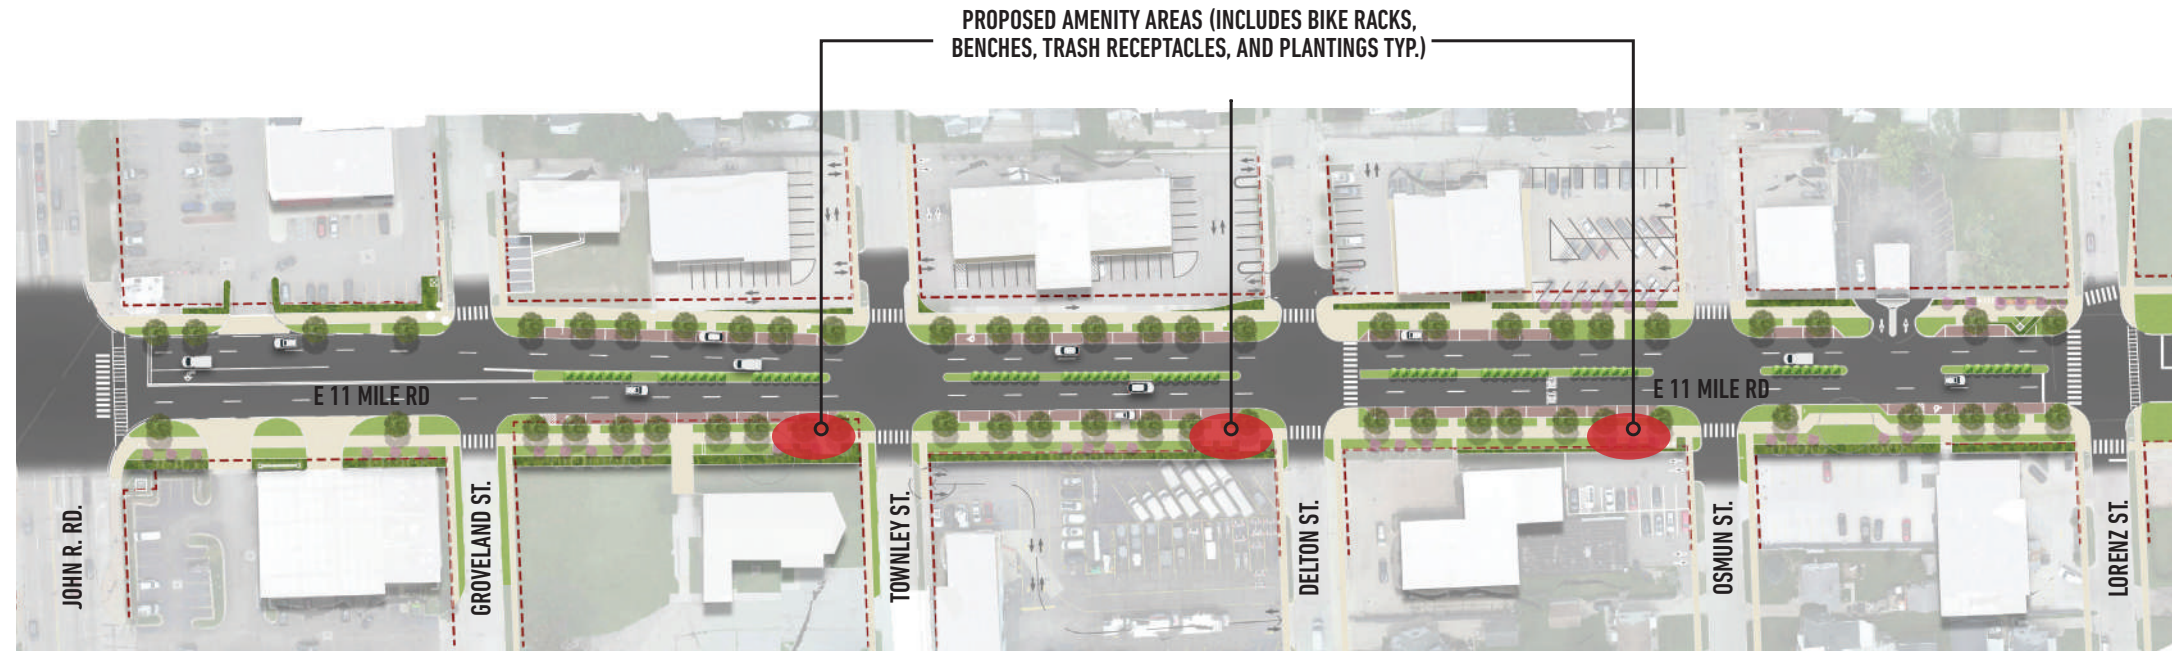 PROPOSED AMENITY AREAS (INCLUDES BIKE RACKS,
BENCHES, TRASH RECEPTACLES, AND PLANTINGS TYP.)
E 11 MILE RD
E 11 MILE RD
JOHN R. RD.
GROVELAND ST.
TOWNLEY ST.
DELTON ST.
OSMUN ST.
LORENZ ST.